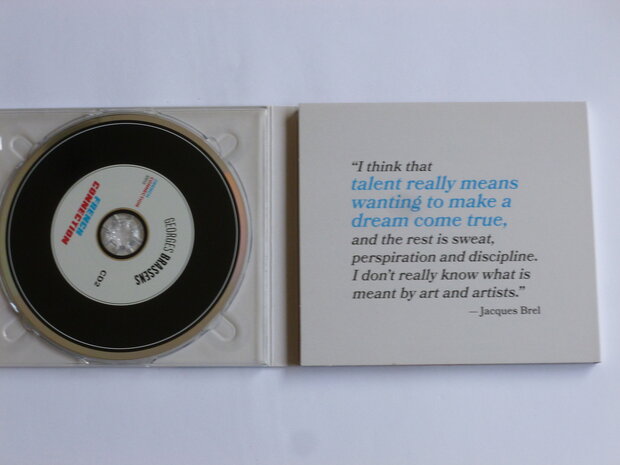 FRENCH
CONNECTION
GEORGES BRASSENS
CD2
“I think that
talent really means
wanting to make a
dream come true,
and the rest is sweat,
perspiration and discipline.
I don’t really know what is
meant by art and artists.”
— Jacques Brel